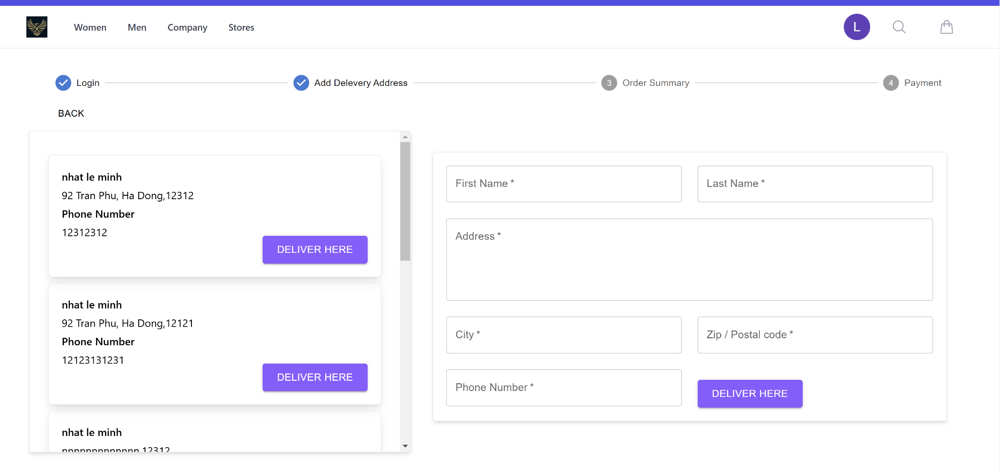 Women Men Company Stores L
Login Add Delevery Address 3 Order Summary 4 Payment
BACK
nhat le minh
92 Tran Phu, Ha Dong,12312
Phone Number
12312312
DELIVER HERE
nhat le minh
92 Tran Phu, Ha Dong,12121
Phone Number
12123131231
DELIVER HERE
nhat le minh
First Name *
Last Name *
Address *
City *
Zip / Postal code *
Phone Number *
DELIVER HERE